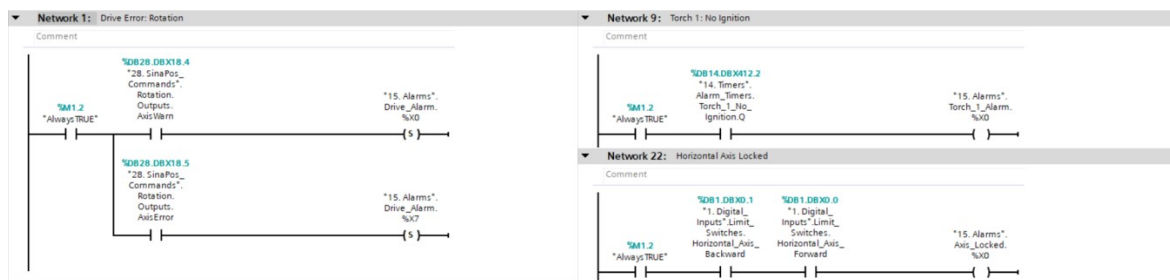 Network 1: Drive Error: Rotation
Comment
%DB28.DBX18.4
"28. SinaPos_
Commands".
Rotation.
Outputs.
AxisWarn
%M1.2
"AlwaysTRUE"
"15. Alarms".
Drive_Alarm.
%X0
S
%DB28.DBX18.5
"28. SinaPos_
Commands".
Rotation.
Outputs.
AxisError
"15. Alarms".
Drive_Alarm.
%X7
S
Network 9: Torch 1: No Ignition
Comment
%DB14.DBX412.2
"14. Timers".
Alarm_Timers.
Torch_1_No_
Ignition.Q
%M1.2
"AlwaysTRUE"
"15. Alarms".
Torch_1_Alarm.
%X0
Network 22: Horizontal Axis Locked
Comment
%DB1.DBX0.1
"1. Digital_
Inputs".Limit_
Switches.
Horizontal_Axis_
Backward
%DB1.DBX0.0
"1. Digital_
Inputs".Limit_
Switches.
Horizontal_Axis_
Forward
%M1.2
"AlwaysTRUE"
"15. Alarms".
Axis_Locked.
%X0